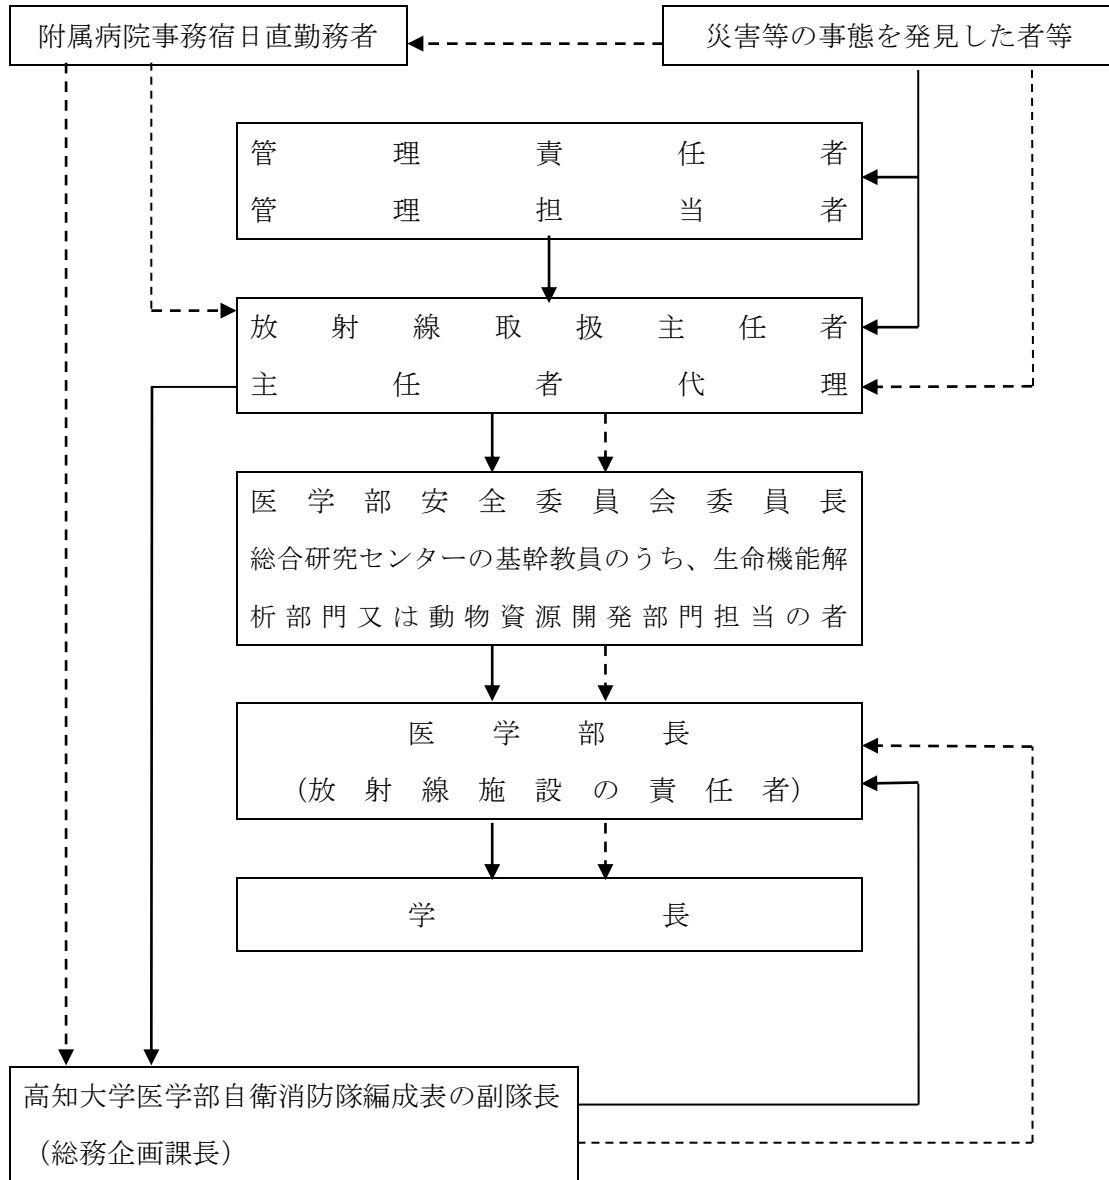 附属病院事務宿日直勤務者
災害等の事態を発見した者等
管理責任者
管理担当者
放射線取扱主任者
主任者代理
医学部安全委員会委員長
総合研究センターの基幹教員のうち、生命機能解
析部門又は動物資源開発部門担当の者
医学部長
（放射線施設の責任者）
学長
高知大学医学部自衛消防隊編成表の副隊長
（総務企画課長）